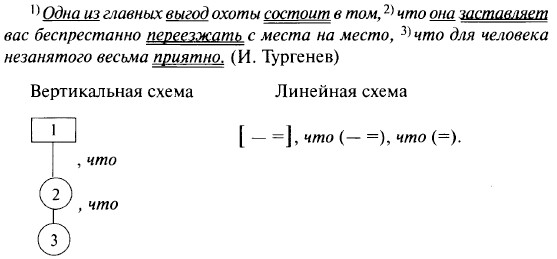 1) Одна из главных выгод охоты состоит в том, 2) что она заставляет
вас беспрестанно переезжать с места на место, 3) что для человека
незанятого весьма приятно. (И. Тургенев)
Вертикальная схема Линейная схема
1
[ — =], что (— =), что (=).
, что
2 , что
3